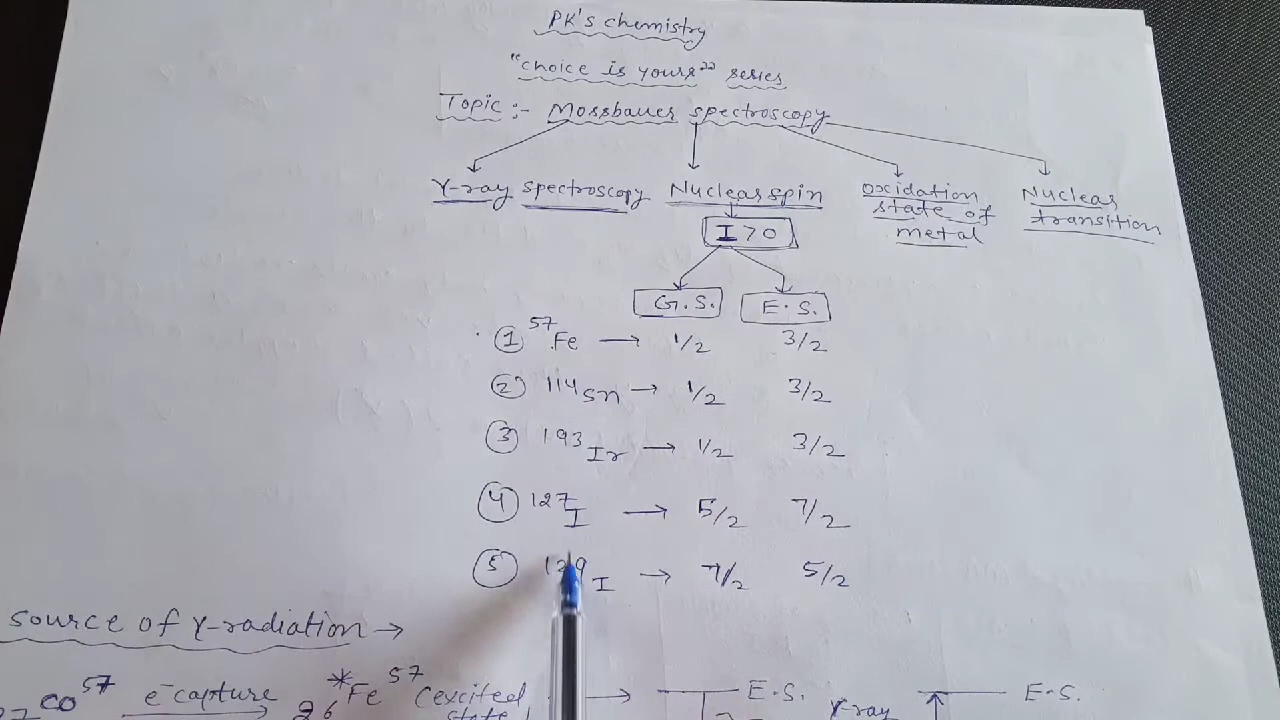 PK's chemistry
"choice is yours" series
Topic :- Mossbauer spectroscopy
γ-ray spectroscopy Nuclear spin Oxidation state of metal Nuclear transition
I > 0
G.S. E.S.
① 57Fe → 1/2 3/2
② 114Sn → 1/2 3/2
③ 193Ir → 1/2 3/2
④ 127I → 5/2 7/2
⑤ 129I → 7/2 5/2
source of γ-radiation →
27Co57 e⁻capture → 26*Fe57 (excited state) → E.S. γ-ray E.S.